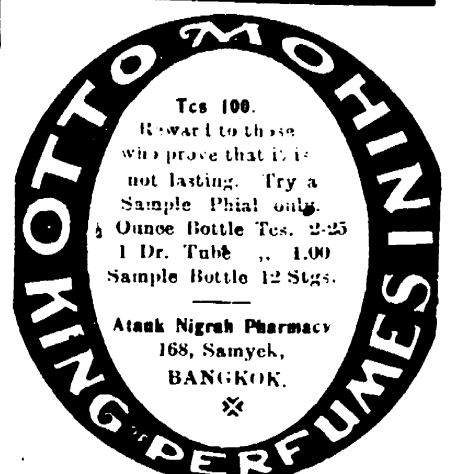 OTTO MOHINI
KING OF PERFUMES
Tcs 100.
Reward to those
who prove that it is
not lasting. Try a
Sample Phial only.
½ Ounce Bottle Tcs. 2-25
1 Dr. Tube ,, 1.00
Sample Bottle 12 Stgs.
Atank Nigrah Pharmacy
168, Samyek,
BANGKOK.